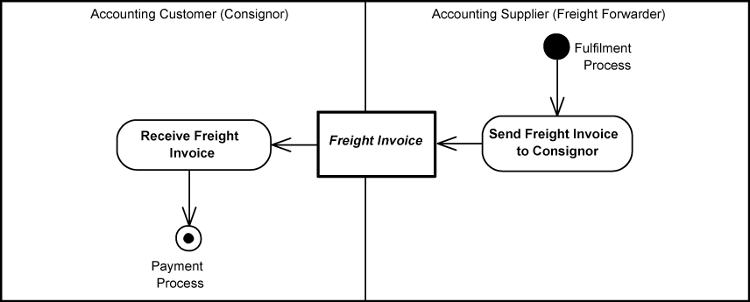 Accounting Customer (Consignor)
Accounting Supplier (Freight Forwarder)
Fulfilment
Process
Send Freight Invoice
to Consignor
Freight Invoice
Receive Freight
Invoice
Payment
Process